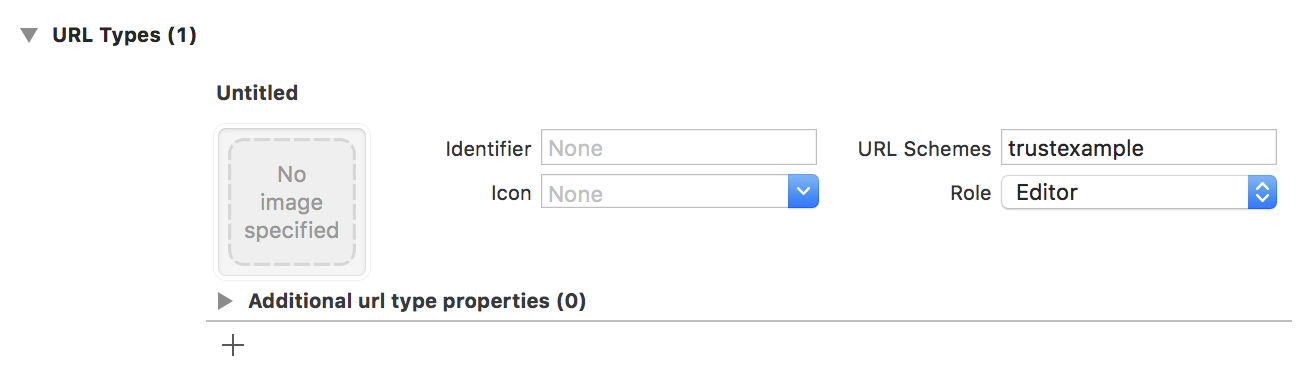 URL Types (1)
Untitled
No
image
specified
Identifier None
URL Schemes trustexample
Icon None
Role Editor
Additional url type properties (0)